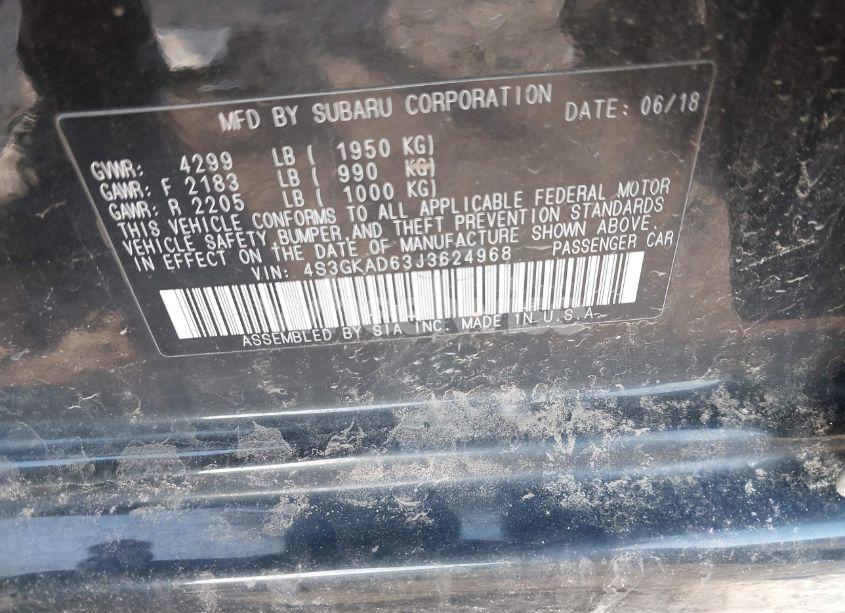 MFD BY SUBARU CORPORATION DATE: 06/18
GVWR: 4299 LB ( 1950 KG)
GAWR: F 2183 LB ( 990 KG)
GAWR: R 2205 LB ( 1000 KG)
THIS VEHICLE CONFORMS TO ALL APPLICABLE FEDERAL MOTOR
VEHICLE SAFETY, BUMPER, AND THEFT PREVENTION STANDARDS
IN EFFECT ON THE DATE OF MANUFACTURE SHOWN ABOVE.
VIN: 4S3GKAD63J3624968 PASSENGER CAR
ASSEMBLED BY SIA INC. MADE IN U.S.A